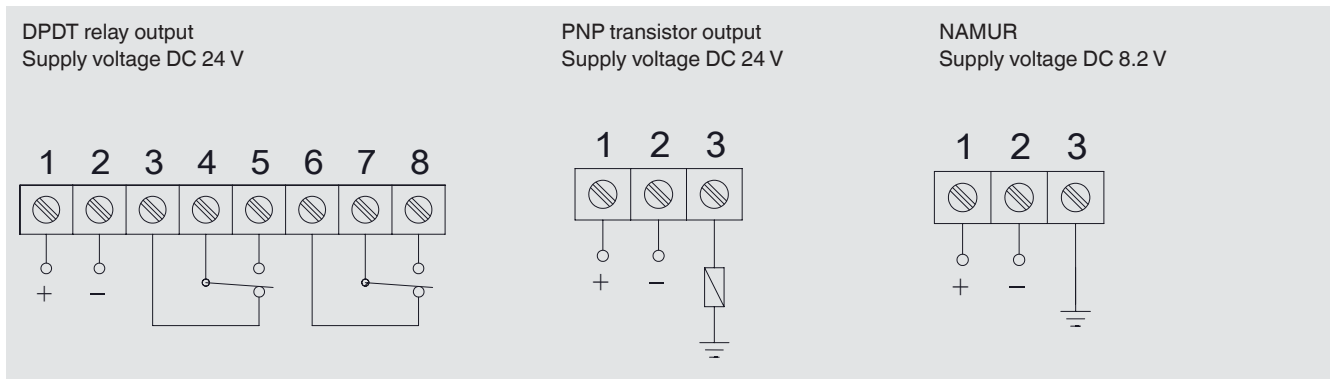 DPDT relay output
Supply voltage DC 24 V
PNP transistor output
Supply voltage DC 24 V
NAMUR
Supply voltage DC 8.2 V
1 2 3 4 5 6 7 8
+ −
1 2 3
+ −
1 2 3
+ −